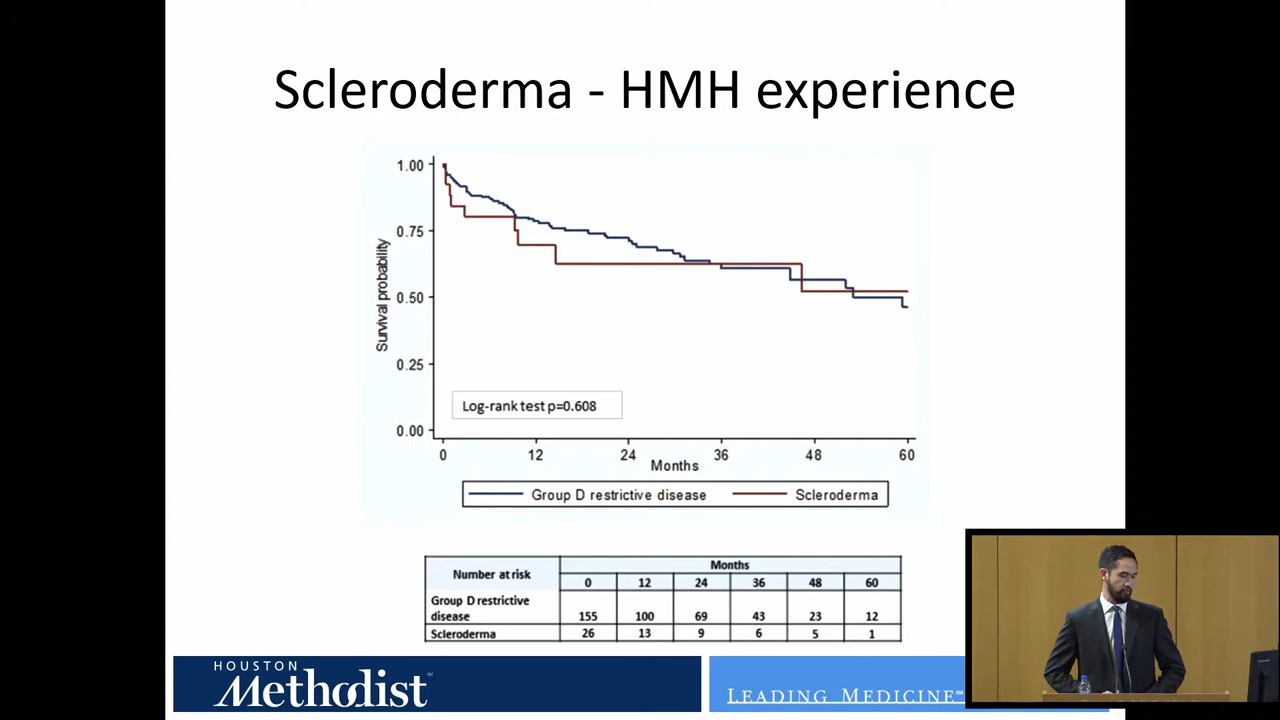 Scleroderma - HMH experience
1.00
0.75
0.50
0.25
0.00
Survival probability
Log-rank test p=0.608
0 12 24 36 48 60
Months
Group D restrictive disease Scleroderma
Number at risk
Months
0 12 24 36 48 60
Group D restrictive
disease 155 100 69 43 23 12
Scleroderma 26 13 9 6 5 1
HOUSTON
Methodist
SM
LEADING MEDICINE SM